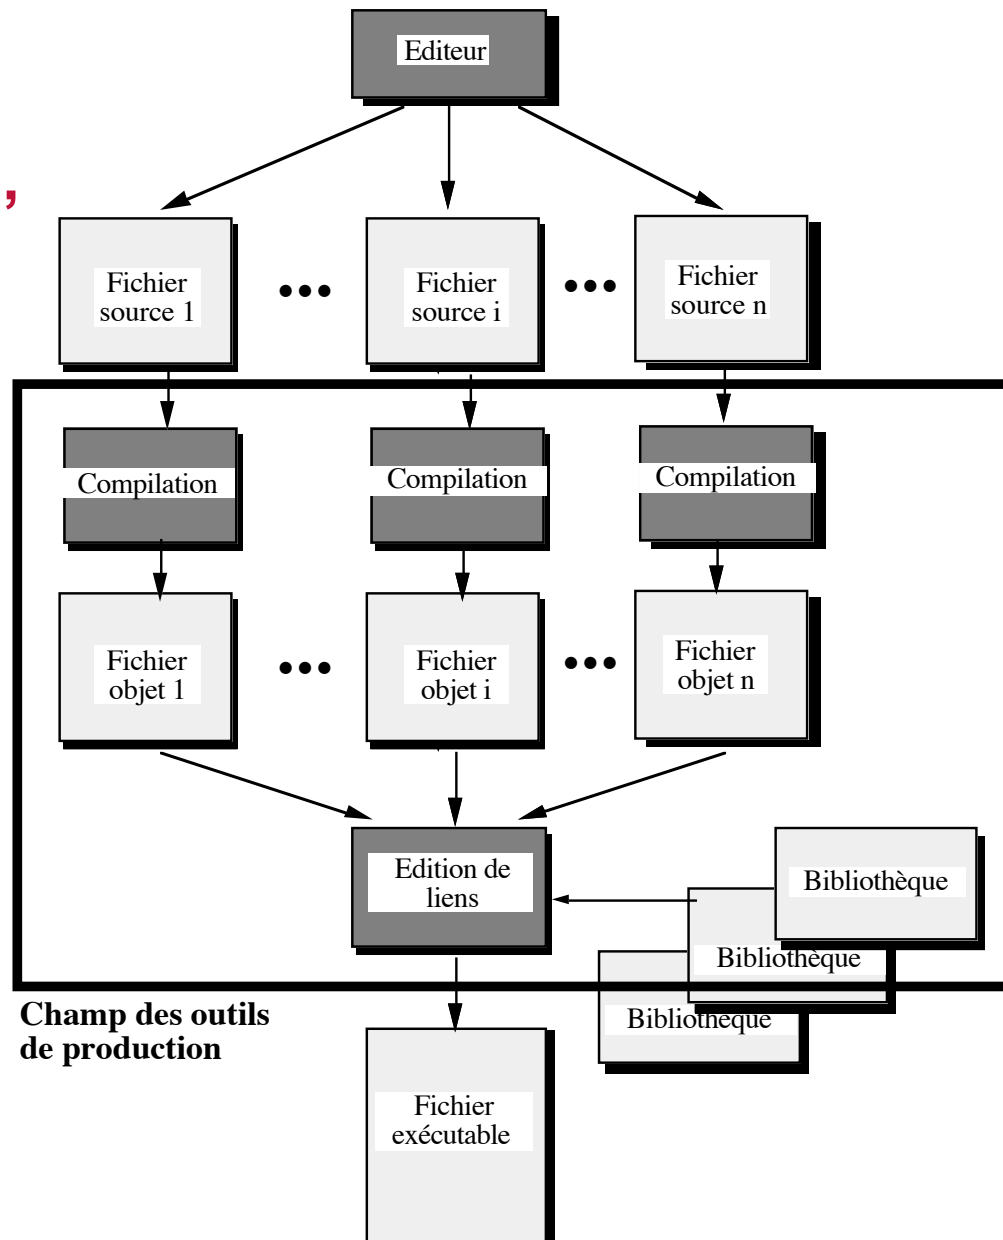 Editeur
’
Fichier
source 1
•••
Fichier
source i
•••
Fichier
source n
Compilation
Compilation
Compilation
Fichier
objet 1
•••
Fichier
objet i
•••
Fichier
objet n
Edition de
liens
Bibliothèque
Bibliothèque
Bibliothèque
Champ des outils
de production
Fichier
exécutable